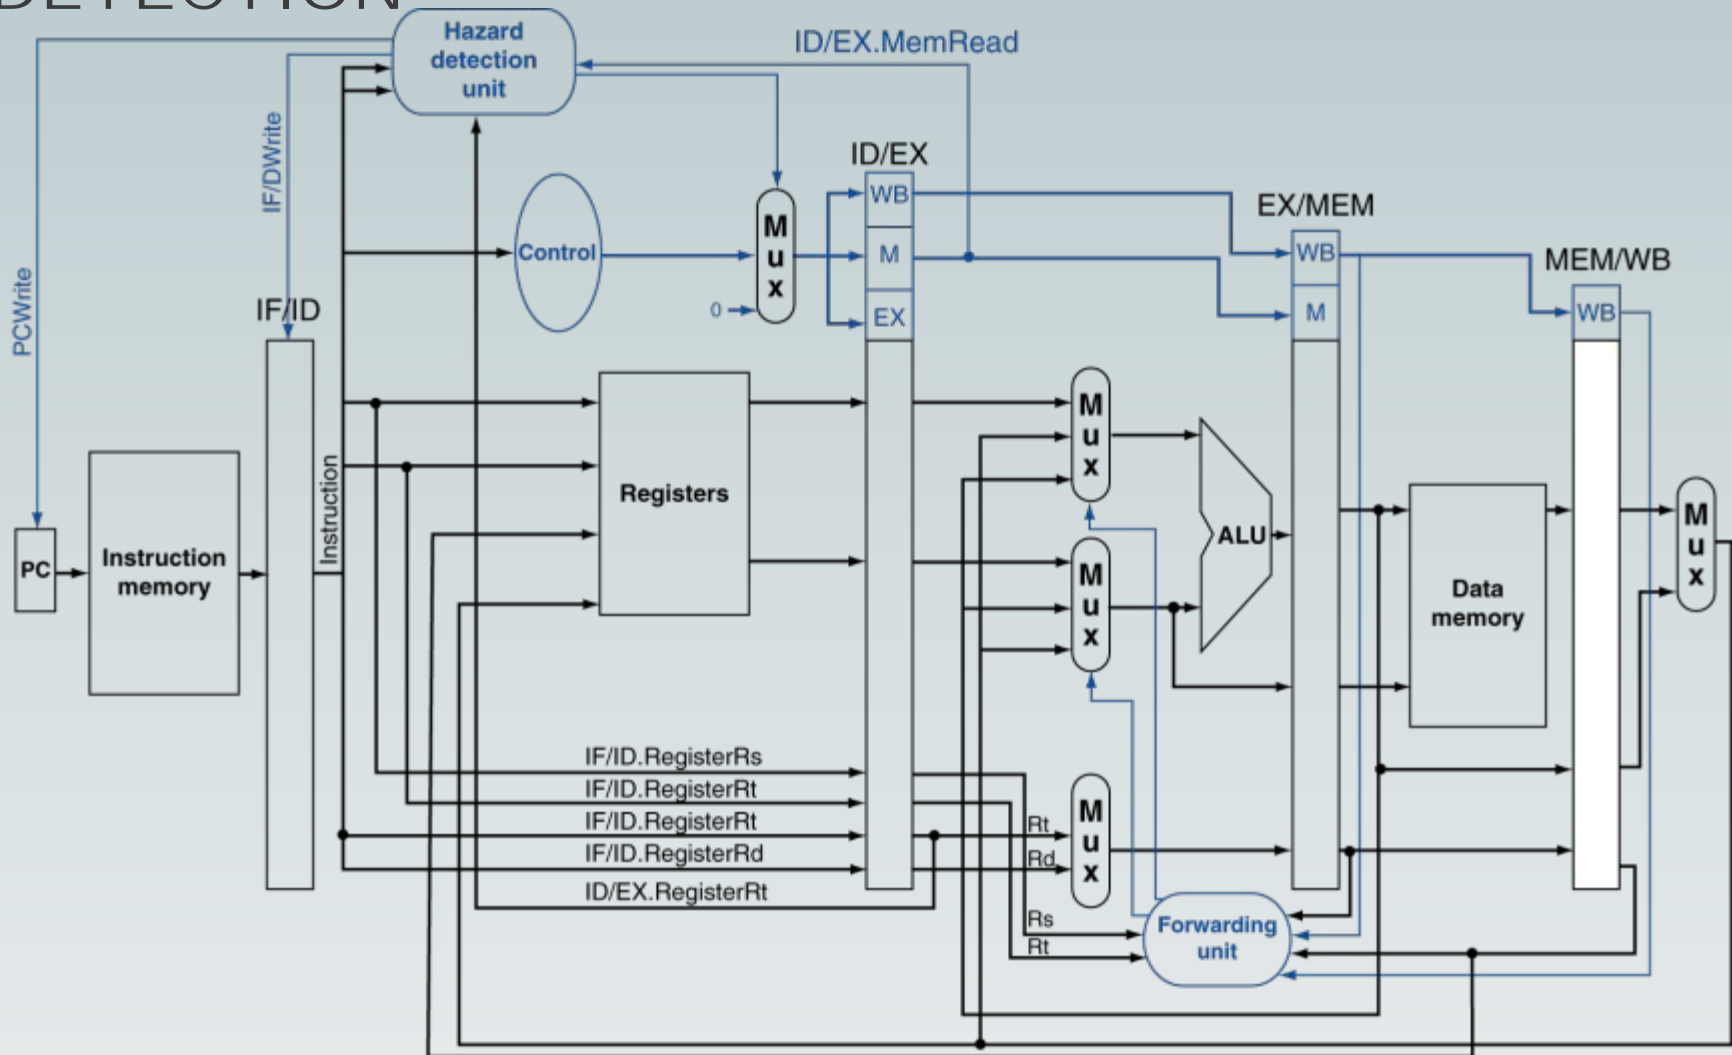 DETECTION
Hazard
detection
unit
ID/EX.MemRead
IF/DWrite
PCWrite
ID/EX
WB
M
EX
Control
M
u
x
0
EX/MEM
WB
M
MEM/WB
WB
IF/ID
Instruction
PC
Instruction
memory
Registers
M
u
x
M
u
x
ALU
Data
memory
M
u
x
IF/ID.RegisterRs
IF/ID.RegisterRt
IF/ID.RegisterRt
IF/ID.RegisterRd
ID/EX.RegisterRt
Rt
Rd
M
u
x
Rs
Rt
Forwarding
unit